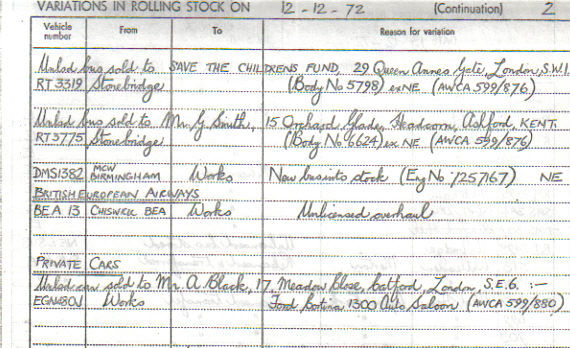 VARIATIONS IN ROLLING STOCK ON 12-12-72 (Continuation) 2
Vehicle number From To Reason for variation
Unlad bus sold to SAVE THE CHILDRENS FUND, 29 Queen Annes Gate, London, S.W.1
RT3319 Stonebridge (Body No 5798) ex NE (AWCA 599/876)
Unlad bus sold to Mr. G Smith, 15 Orchard Glade, Headcorn, Ashford, KENT.
RT3775 Stonebridge (Body No 6624) ex NE (AWCA 599/876)
DMS1382 MCW BIRMINGHAM Works New bus into stock (Eng No 1257167) NE
BRITISH EUROPEAN AIRWAYS
BEA 13 CHISWICK BEA Works Unlicensed overhaul
PRIVATE CARS
Unlad car sold to Mr. A Black, 17, Meadow Close, Catford, London, S.E.6. :—
EGN480J Works Ford Cortina 1300 Auto Saloon (AWCA 599/880)